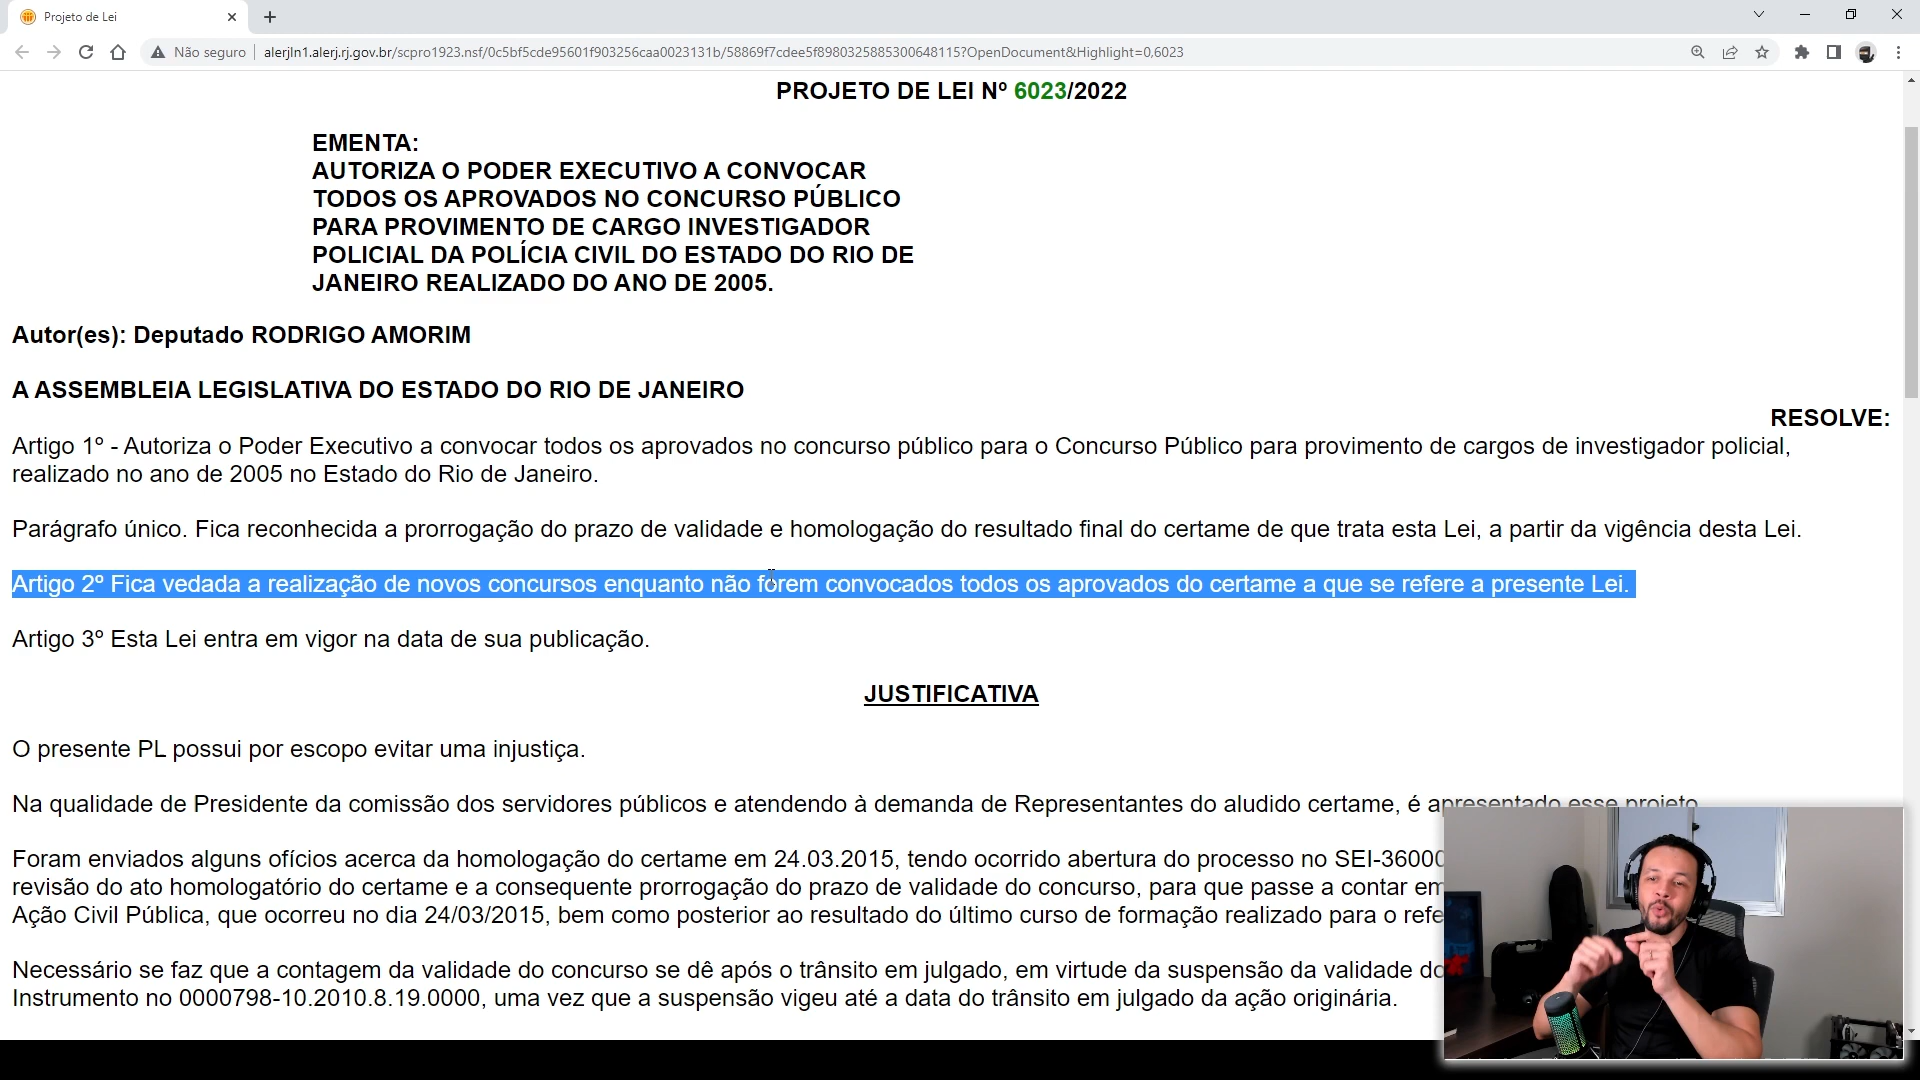 Projeto de Lei
Não seguro
alerjln1.alerj.rj.gov.br/scpro1923.nsf/0c5bf5cde95601f903256caa0023131b/58869f7cdee5f8980325885300648115?OpenDocument&Highlight=0,6023
PROJETO DE LEI Nº 6023/2022
EMENTA:
AUTORIZA O PODER EXECUTIVO A CONVOCAR
TODOS OS APROVADOS NO CONCURSO PÚBLICO
PARA PROVIMENTO DE CARGO INVESTIGADOR
POLICIAL DA POLÍCIA CIVIL DO ESTADO DO RIO DE
JANEIRO REALIZADO DO ANO DE 2005.
Autor(es): Deputado RODRIGO AMORIM
A ASSEMBLEIA LEGISLATIVA DO ESTADO DO RIO DE JANEIRO
RESOLVE:
Artigo 1º - Autoriza o Poder Executivo a convocar todos os aprovados no concurso público para o Concurso Público para provimento de cargos de investigador policial,
realizado no ano de 2005 no Estado do Rio de Janeiro.
Parágrafo único. Fica reconhecida a prorrogação do prazo de validade e homologação do resultado final do certame de que trata esta Lei, a partir da vigência desta Lei.
Artigo 2º Fica vedada a realização de novos concursos enquanto não forem convocados todos os aprovados do certame a que se refere a presente Lei.
Artigo 3º Esta Lei entra em vigor na data de sua publicação.
JUSTIFICATIVA
O presente PL possui por escopo evitar uma injustiça.
Na qualidade de Presidente da comissão dos servidores públicos e atendendo à demanda de Representantes do aludido certame, é apresentado esse projeto
Foram enviados alguns ofícios acerca da homologação do certame em 24.03.2015, tendo ocorrido abertura do processo no SEI-36000
revisão do ato homologatório do certame e a consequente prorrogação do prazo de validade do concurso, para que passe a contar em
Ação Civil Pública, que ocorreu no dia 24/03/2015, bem como posterior ao resultado do último curso de formação realizado para o refe
Necessário se faz que a contagem da validade do concurso se dê após o trânsito em julgado, em virtude da suspensão da validade do
Instrumento no 0000798-10.2010.8.19.0000, uma vez que a suspensão vigeu até a data do trânsito em julgado da ação originária.